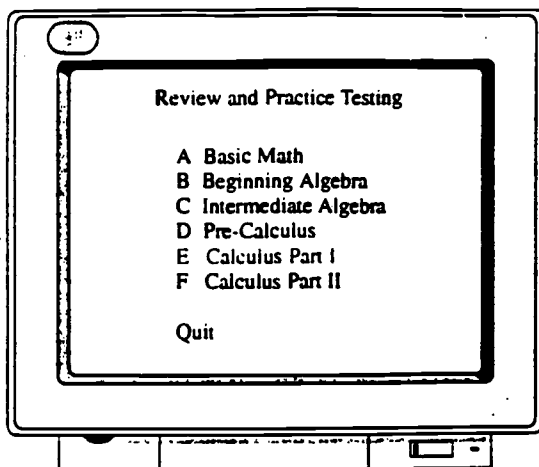 Review and Practice Testing
A Basic Math
B Beginning Algebra
C Intermediate Algebra
D Pre-Calculus
E Calculus Part I
F Calculus Part II
Quit